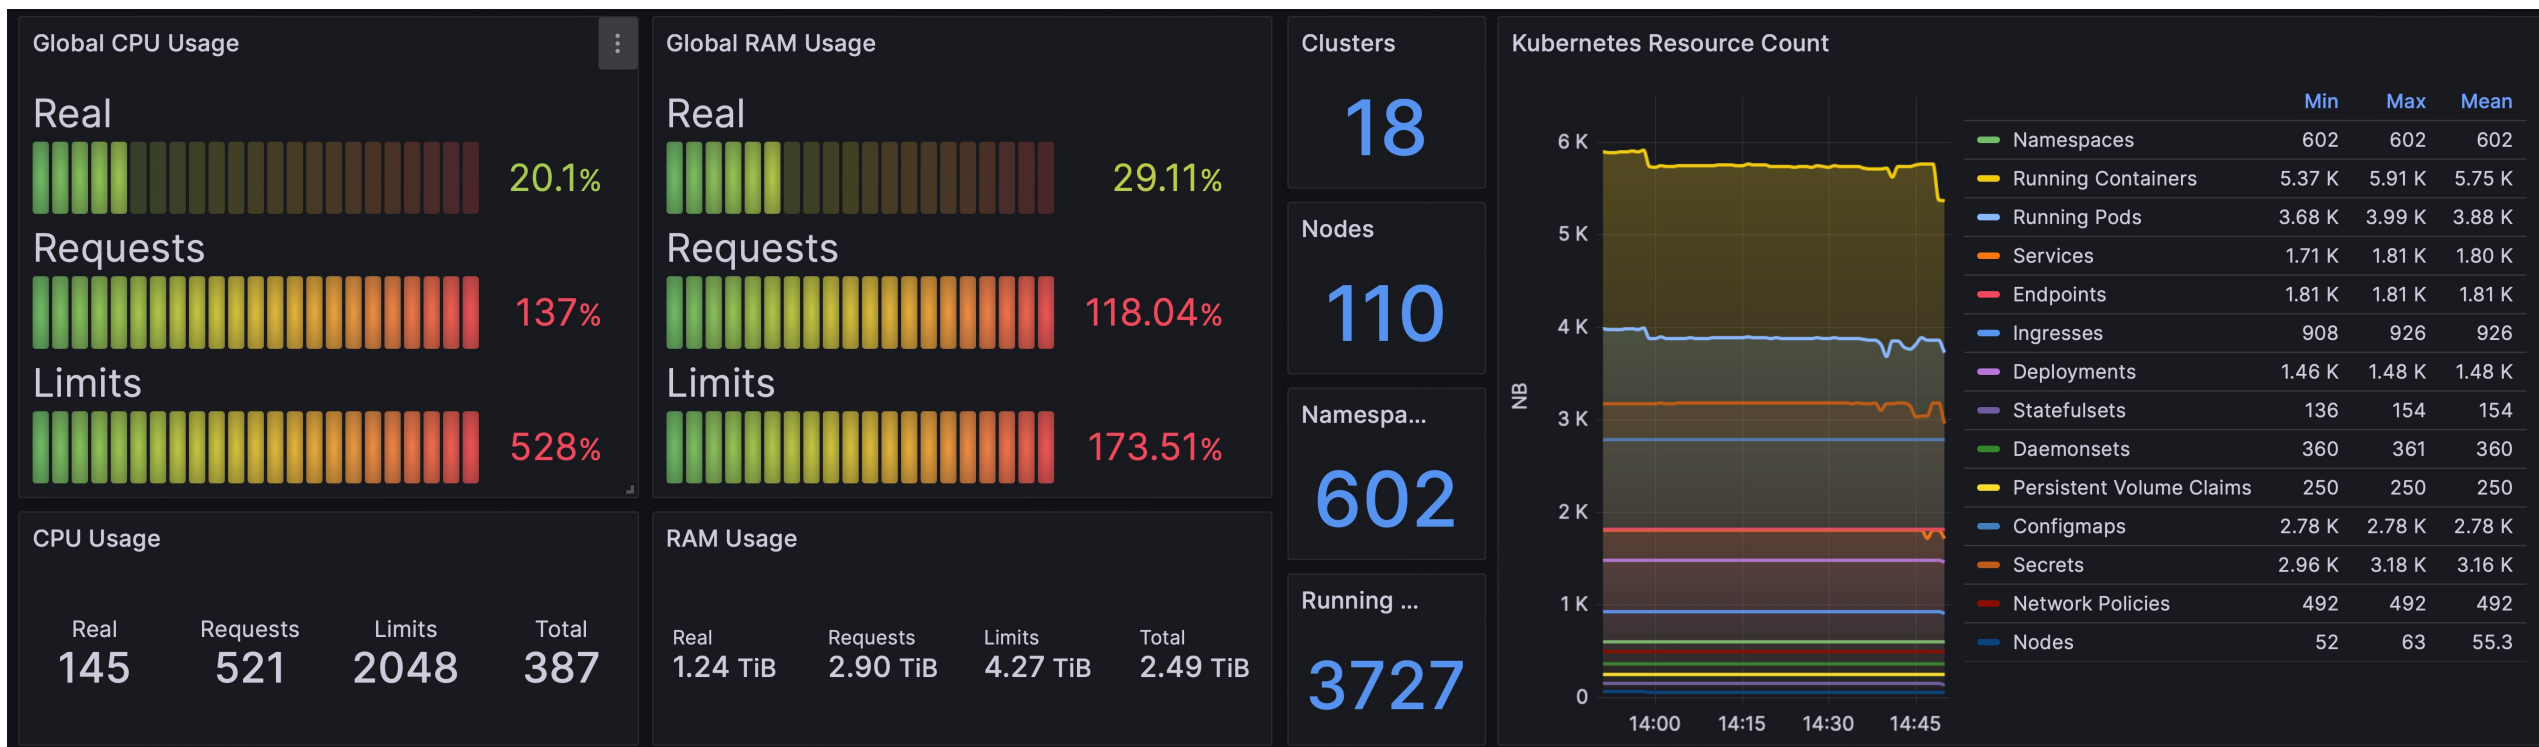 Global CPU Usage
Real
20.1%
Requests
137%
Limits
528%
Global RAM Usage
Real
29.11%
Requests
118.04%
Limits
173.51%
CPU Usage
Real Requests Limits Total
145 521 2048 387
RAM Usage
Real Requests Limits Total
1.24 TiB 2.90 TiB 4.27 TiB 2.49 TiB
Clusters
18
Nodes
110
Namespa...
602
Running ...
3727
Kubernetes Resource Count
NB
6 K
5 K
4 K
3 K
2 K
1 K
0
14:00 14:15 14:30 14:45
Min Max Mean
Namespaces 602 602 602
Running Containers 5.37 K 5.91 K 5.75 K
Running Pods 3.68 K 3.99 K 3.88 K
Services 1.71 K 1.81 K 1.80 K
Endpoints 1.81 K 1.81 K 1.81 K
Ingresses 908 926 926
Deployments 1.46 K 1.48 K 1.48 K
Statefulsets 136 154 154
Daemonsets 360 361 360
Persistent Volume Claims 250 250 250
Configmaps 2.78 K 2.78 K 2.78 K
Secrets 2.96 K 3.18 K 3.16 K
Network Policies 492 492 492
Nodes 52 63 55.3